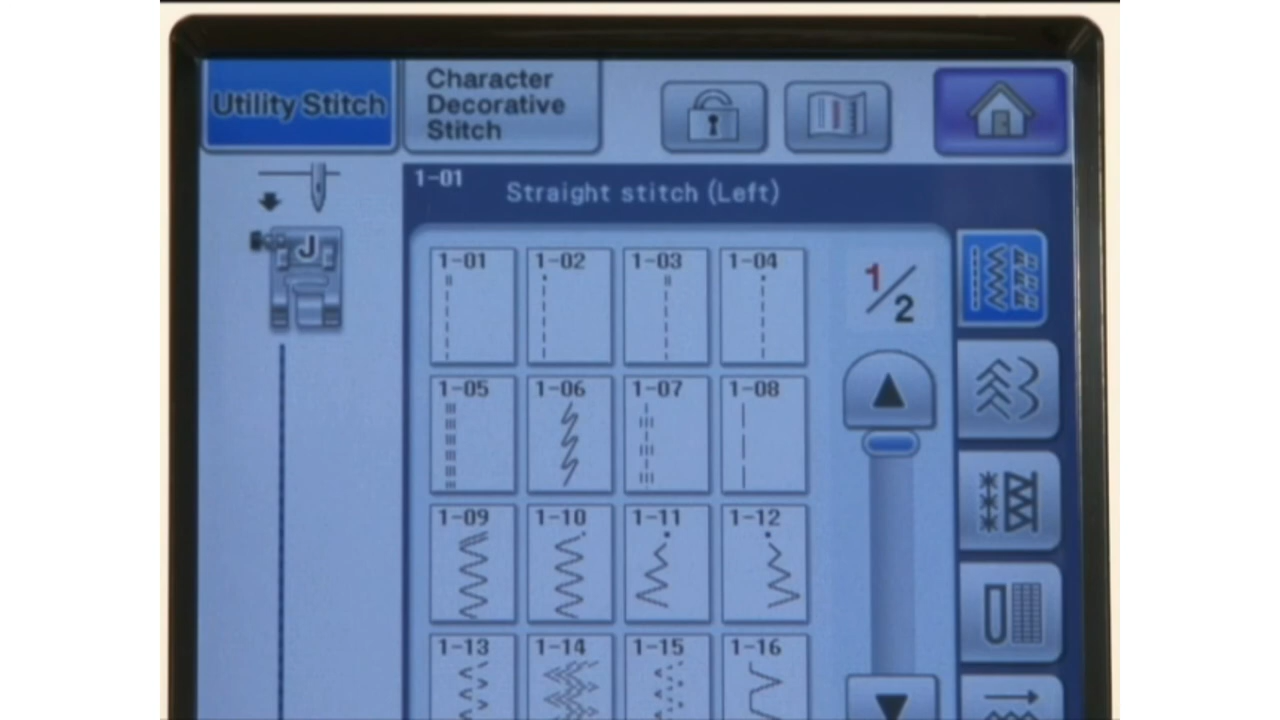 Utility Stitch
Character
Decorative
Stitch
1-01
Straight stitch (Left)
J
1-01 1-02 1-03 1-04
1/2
1-05 1-06 1-07 1-08
1-09 1-10 1-11 1-12
1-13 1-14 1-15 1-16